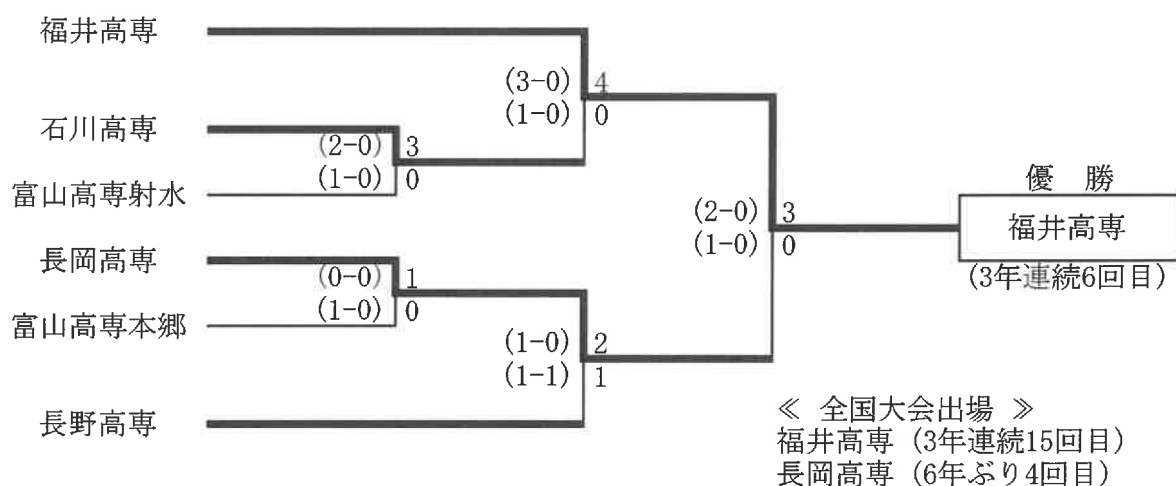 福井高専
(3-0) 4
(1-0) 0
石川高専
(2-0) 3
(1-0) 0
富山高専射水
優 勝
(2-0) 3
福井高専
(1-0) 0
長岡高専
(3年連続6回目)
(0-0) 1
(1-0) 0
富山高専本郷
(1-0) 2
(1-1) 1
長野高専
≪ 全国大会出場 ≫
福井高専 (3年連続15回目)
長岡高専 (6年ぶり4回目)